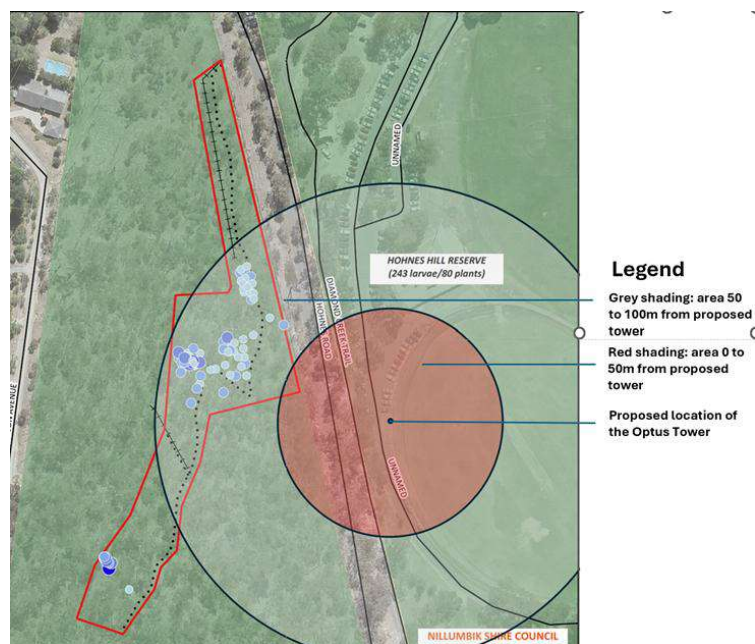 UNNAMED
HOHNES HILL RESERVE
(243 larvae/80 plants)
DIAMOND CREEK TRAIL
HOHNES ROAD
UNNAMED
NILLUMBIK SHIRE COUNCIL
Legend
Grey shading: area 50
to 100m from proposed
tower
Red shading: area 0 to
50m from proposed
tower
Proposed location of
the Optus Tower